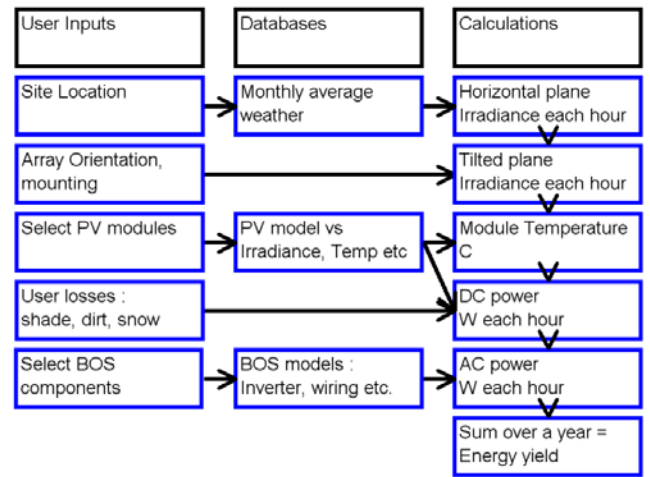 User Inputs
Databases
Calculations
Site Location
Monthly average
weather
Horizontal plane
Irradiance each hour
Array Orientation,
mounting
Tilted plane
Irradiance each hour
Select PV modules
PV model vs
Irradiance, Temp etc
Module Temperature
C
User losses :
shade, dirt, snow
DC power
W each hour
Select BOS
components
BOS models :
Inverter, wiring etc.
AC power
W each hour
Sum over a year =
Energy yield